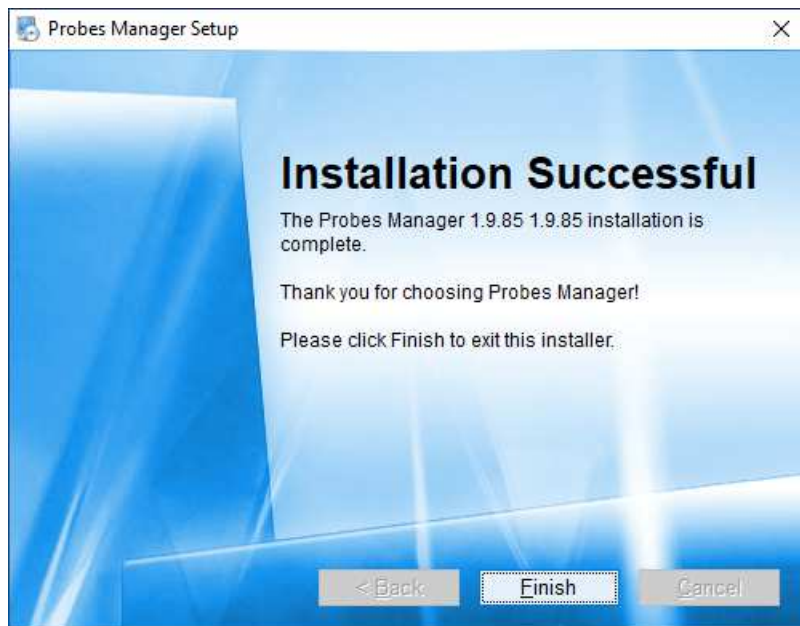 Probes Manager Setup
Installation Successful
The Probes Manager 1.9.85 1.9.85 installation is
complete.
Thank you for choosing Probes Manager!
Please click Finish to exit this installer.
< Back
Finish
Cancel